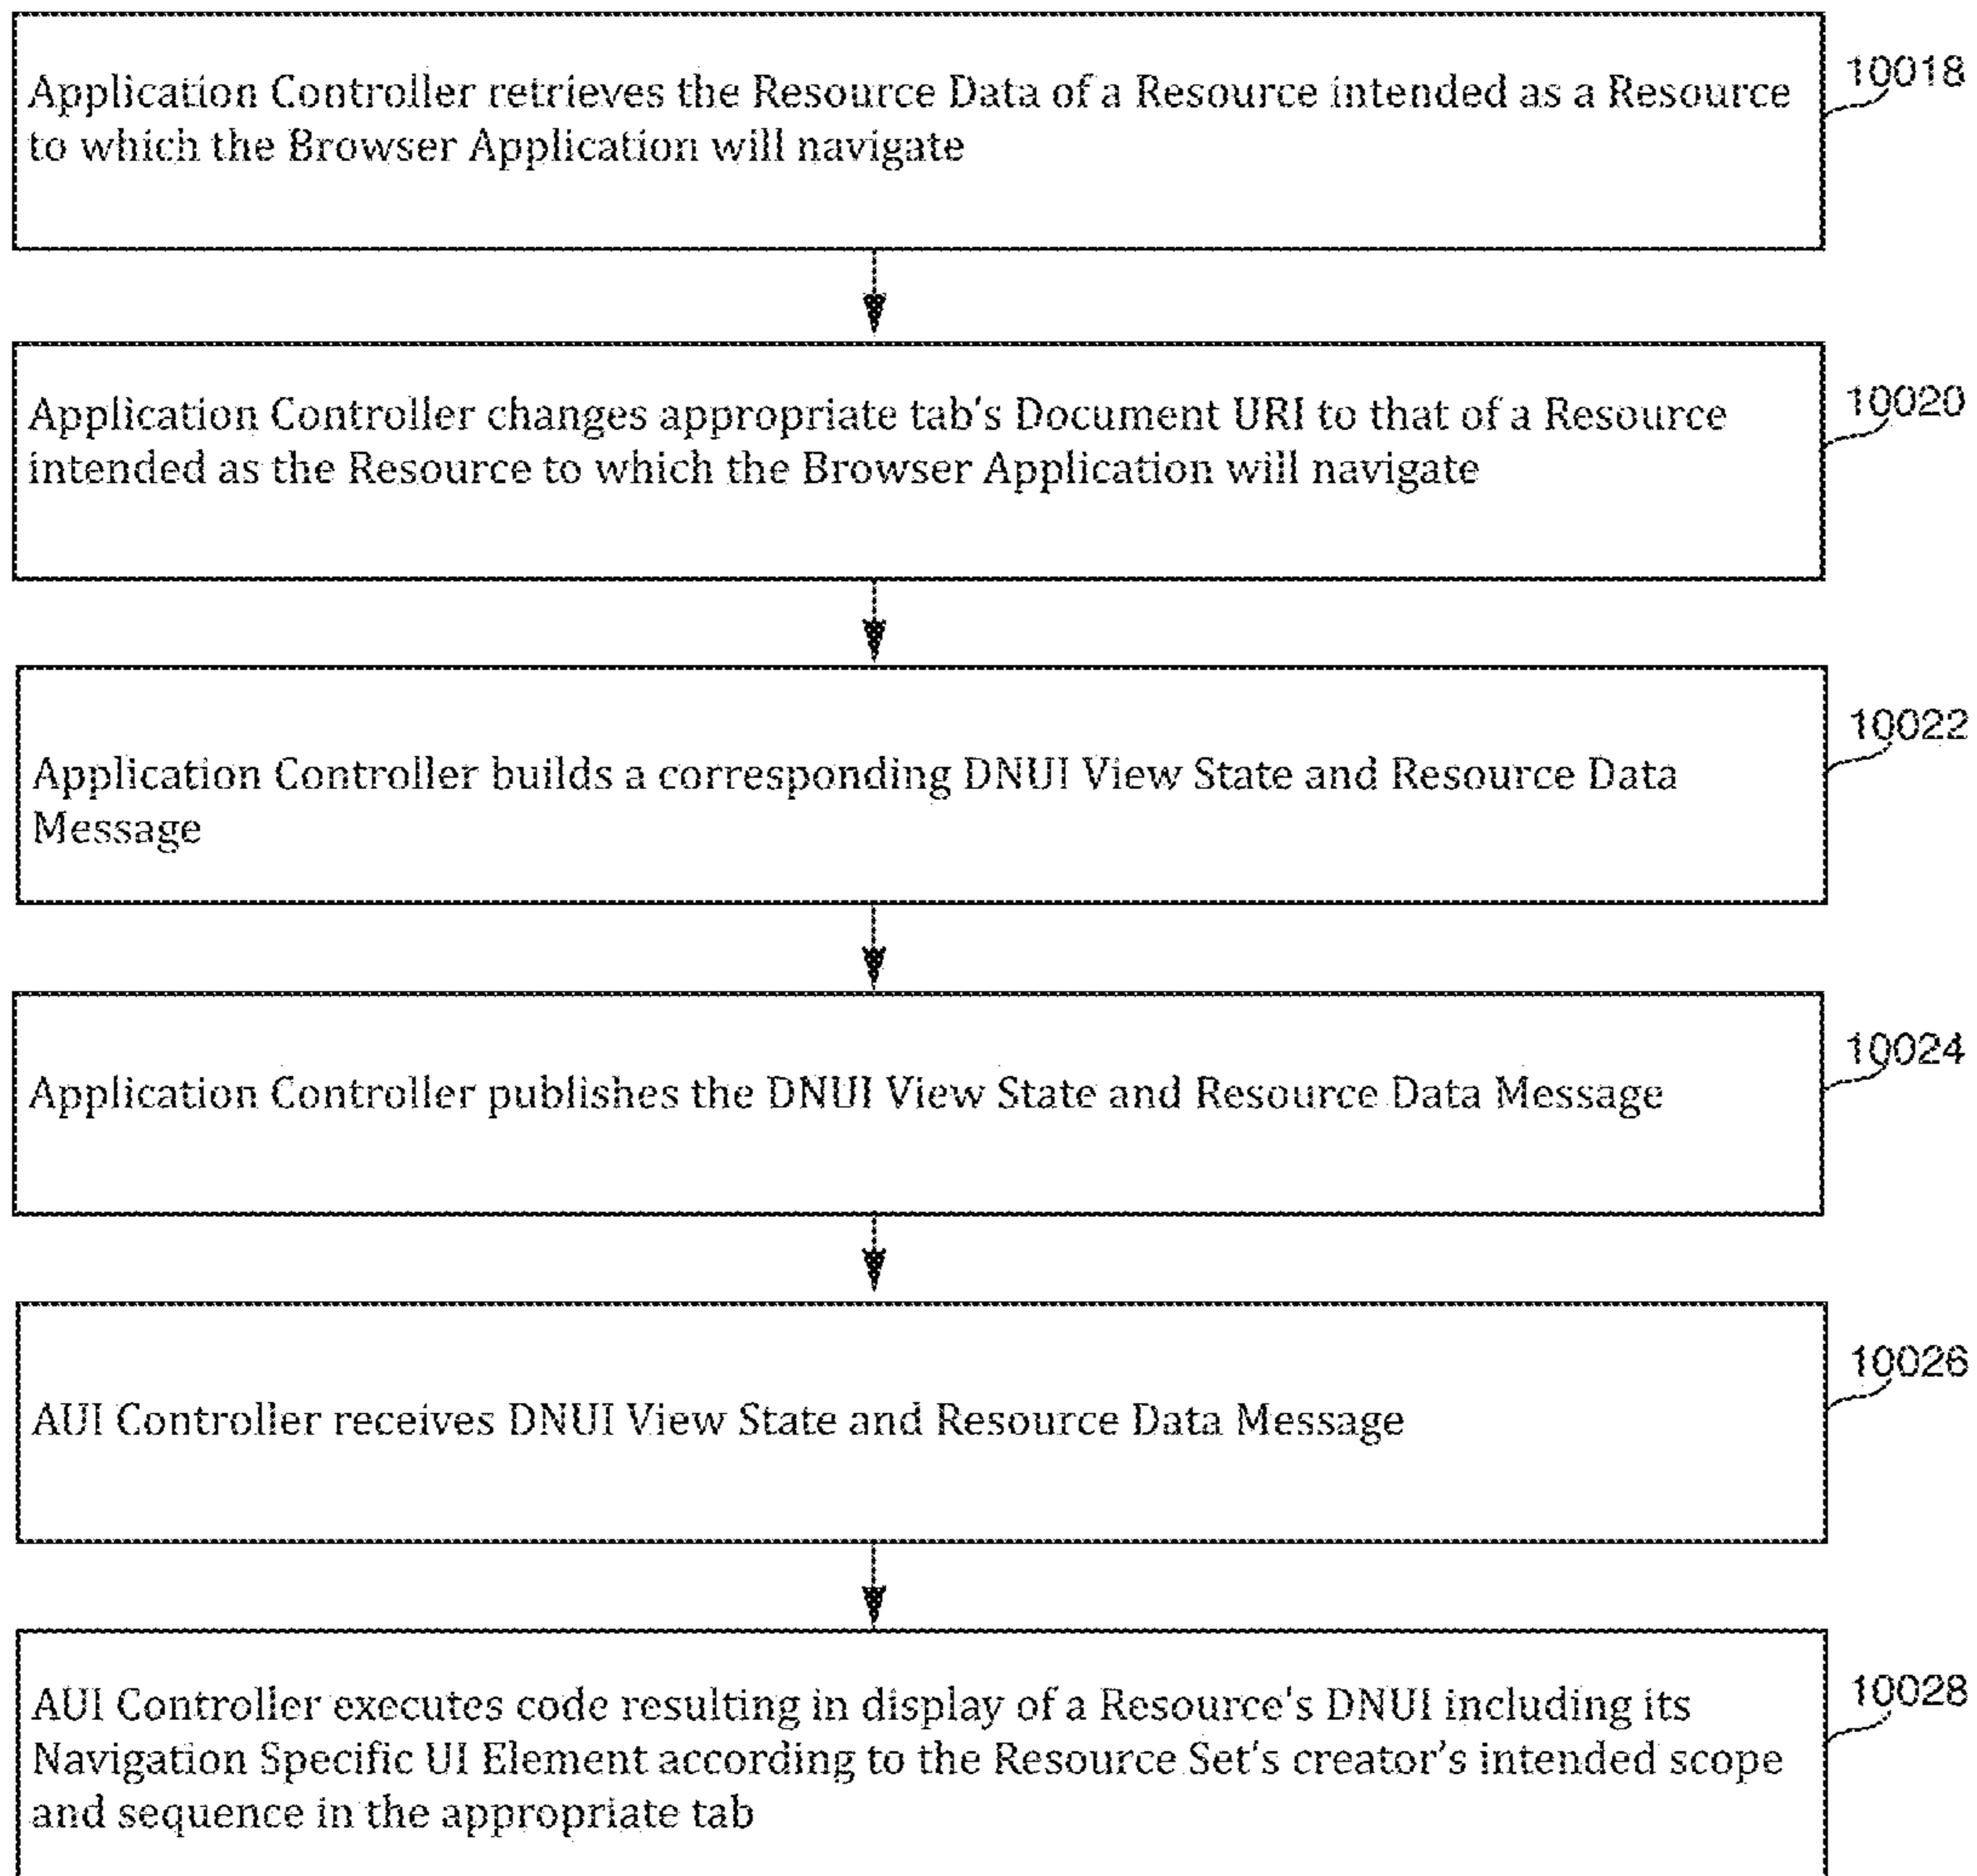 Application Controller retrieves the Resource Data of a Resource intended as a Resource
to which the Browser Application will navigate
10018
Application Controller changes appropriate tab's Document URI to that of a Resource
intended as the Resource to which the Browser Application will navigate
10020
Application Controller builds a corresponding DNUI View State and Resource Data
Message
10022
Application Controller publishes the DNUI View State and Resource Data Message
10024
AUI Controller receives DNUI View State and Resource Data Message
10026
AUI Controller executes code resulting in display of a Resource's DNUI including its
Navigation Specific UI Element according to the Resource Set's creator's intended scope
and sequence in the appropriate tab
10028